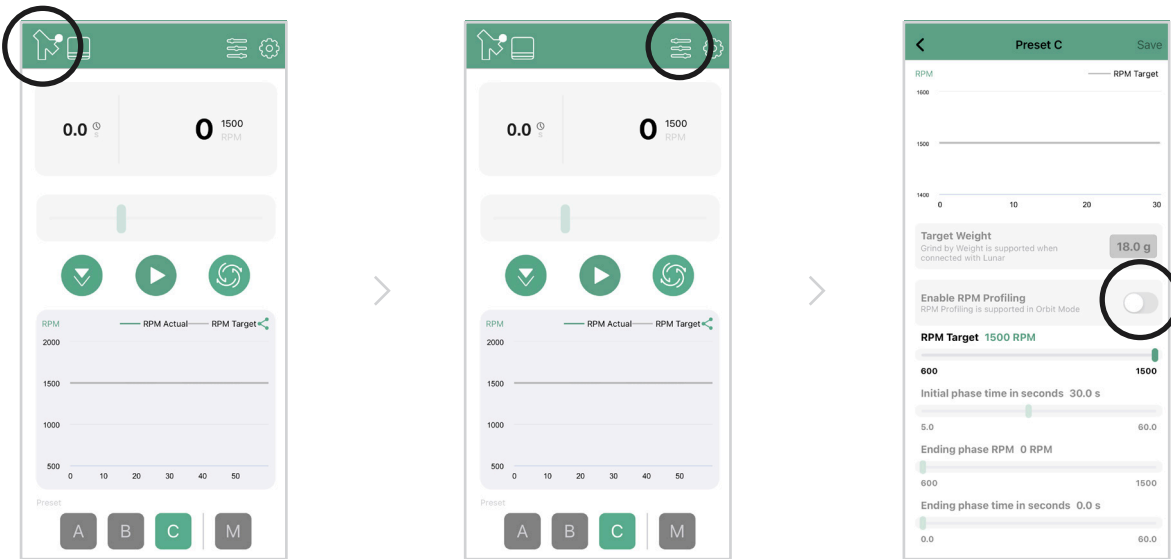 0.0 s
0 1500
RPM
RPM RPM Actual RPM Target
2000
1500
1000
500
0 10 20 30 40 50
Preset
A B C M
0.0 s
0 1500
RPM
RPM RPM Actual RPM Target
2000
1500
1000
500
0 10 20 30 40 50
Preset
A B C M
Preset C Save
RPM RPM Target
1600
1500
1400
0 10 20 30
Target Weight
Grind by Weight is supported when
connected with Lunar
18.0 g
Enable RPM Profiling
RPM Profiling is supported in Orbit Mode
RPM Target 1500 RPM
600 1500
Initial phase time in seconds 30.0 s
5.0 60.0
Ending phase RPM 0 RPM
600 1500
Ending phase time in seconds 0.0 s
0.0 60.0